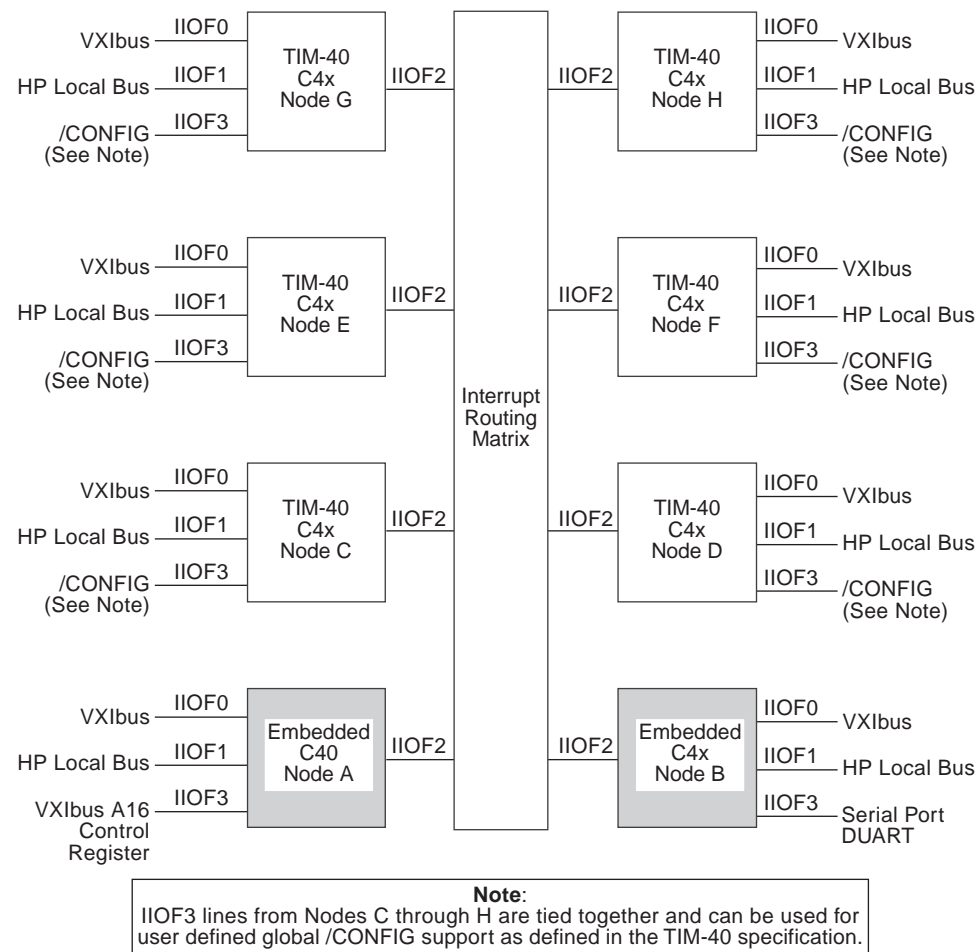 VXIbus
IIOF0
HP Local Bus
IIOF1
/CONFIG
(See Note)
IIOF3
TIM-40
C4x
Node G
IIOF2
IIOF2
TIM-40
C4x
Node H
IIOF0
VXIbus
IIOF1
HP Local Bus
IIOF3
/CONFIG
(See Note)
VXIbus
IIOF0
HP Local Bus
IIOF1
/CONFIG
(See Note)
IIOF3
TIM-40
C4x
Node E
IIOF2
IIOF2
TIM-40
C4x
Node F
IIOF0
VXIbus
IIOF1
HP Local Bus
IIOF3
/CONFIG
(See Note)
Interrupt
Routing
Matrix
VXIbus
IIOF0
HP Local Bus
IIOF1
/CONFIG
(See Note)
IIOF3
TIM-40
C4x
Node C
IIOF2
IIOF2
TIM-40
C4x
Node D
IIOF0
VXIbus
IIOF1
HP Local Bus
IIOF3
/CONFIG
(See Note)
VXIbus
IIOF0
HP Local Bus
IIOF1
VXIbus A16
Control
Register
IIOF3
Embedded
C40
Node A
IIOF2
IIOF2
Embedded
C4x
Node B
IIOF0
VXIbus
IIOF1
HP Local Bus
IIOF3
Serial Port
DUART
Note:
IIOF3 lines from Nodes C through H are tied together and can be used for
user defined global /CONFIG support as defined in the TIM-40 specification.